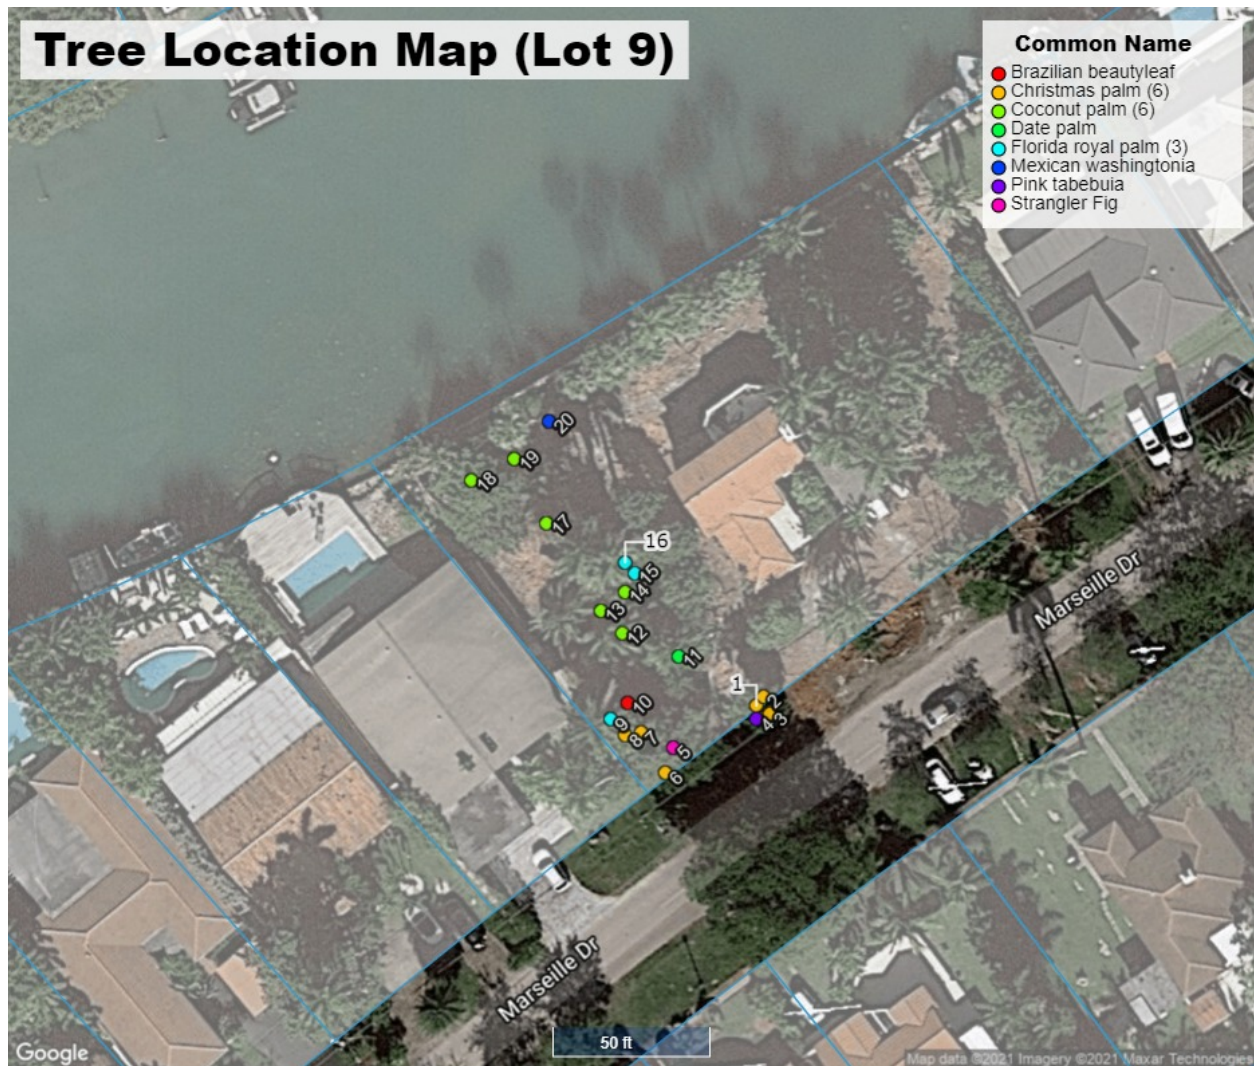 Tree Location Map (Lot 9)
Common Name
Brazilian beautyleaf
Christmas palm (6)
Coconut palm (6)
Date palm
Florida royal palm (3)
Mexican washingtonia
Pink tabebuia
Strangler Fig
20
19
18
17
16
15
14
13
12
11
1
2
3
4
10
9
8
7
5
6
Marseille Dr
Marseille Dr
50 ft
Google
Map data ©2021 Imagery ©2021 Maxar Technologies